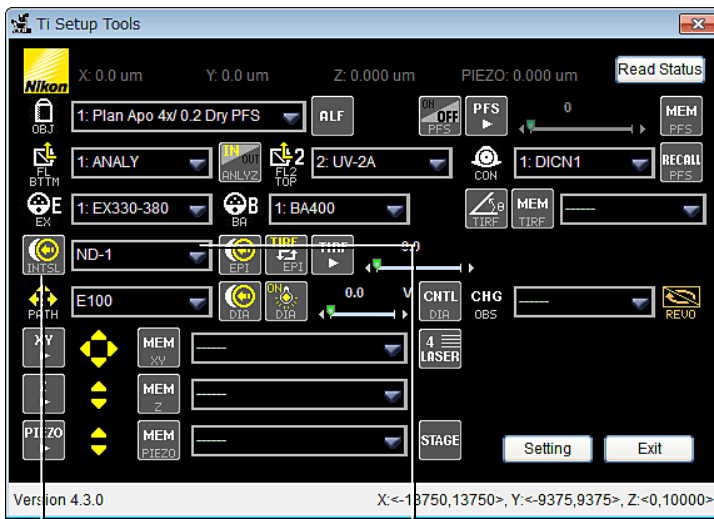 Ti Setup Tools
Nikon X: 0.0 um Y: 0.0 um Z: 0.000 um PIEZO: 0.000 um Read Status
OBJ 1: Plan Apo 4x/ 0.2 Dry PFS ALF ON OFF PFS PFS 0 MEM PFS
FL BTTM 1: ANALY IN OUT ANLYZ 2 FL2 TOP 2: UV-2A CON 1: DICN1 RECALL PFS
E EX 1: EX330-380 B BA 1: BA400 θ TIRF MEM TIRF ------
INTSL ND-1 EPI TIRF EPI TIRF 0.0
PATH E100 DIA ON DIA 0.0 V CNTL DIA CHG OBS ------ REVO
XY MEM XY ------ 4 LASER
Z MEM Z ------
PIEZO MEM PIEZO ------ STAGE Setting Exit
Version 4.3.0 X:<-13750,13750>, Y:<-9375,9375>, Z:<0,10000>